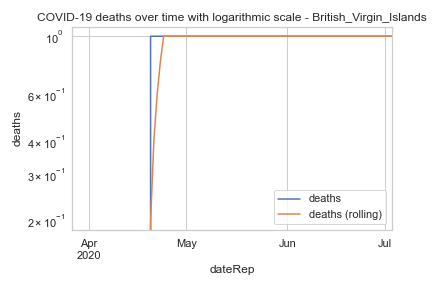 COVID-19 deaths over time with logarithmic scale - British_Virgin_Islands
10⁰
6 × 10⁻¹
4 × 10⁻¹
3 × 10⁻¹
2 × 10⁻¹
deaths
deaths
deaths (rolling)
Apr
2020
May
Jun
Jul
dateRep